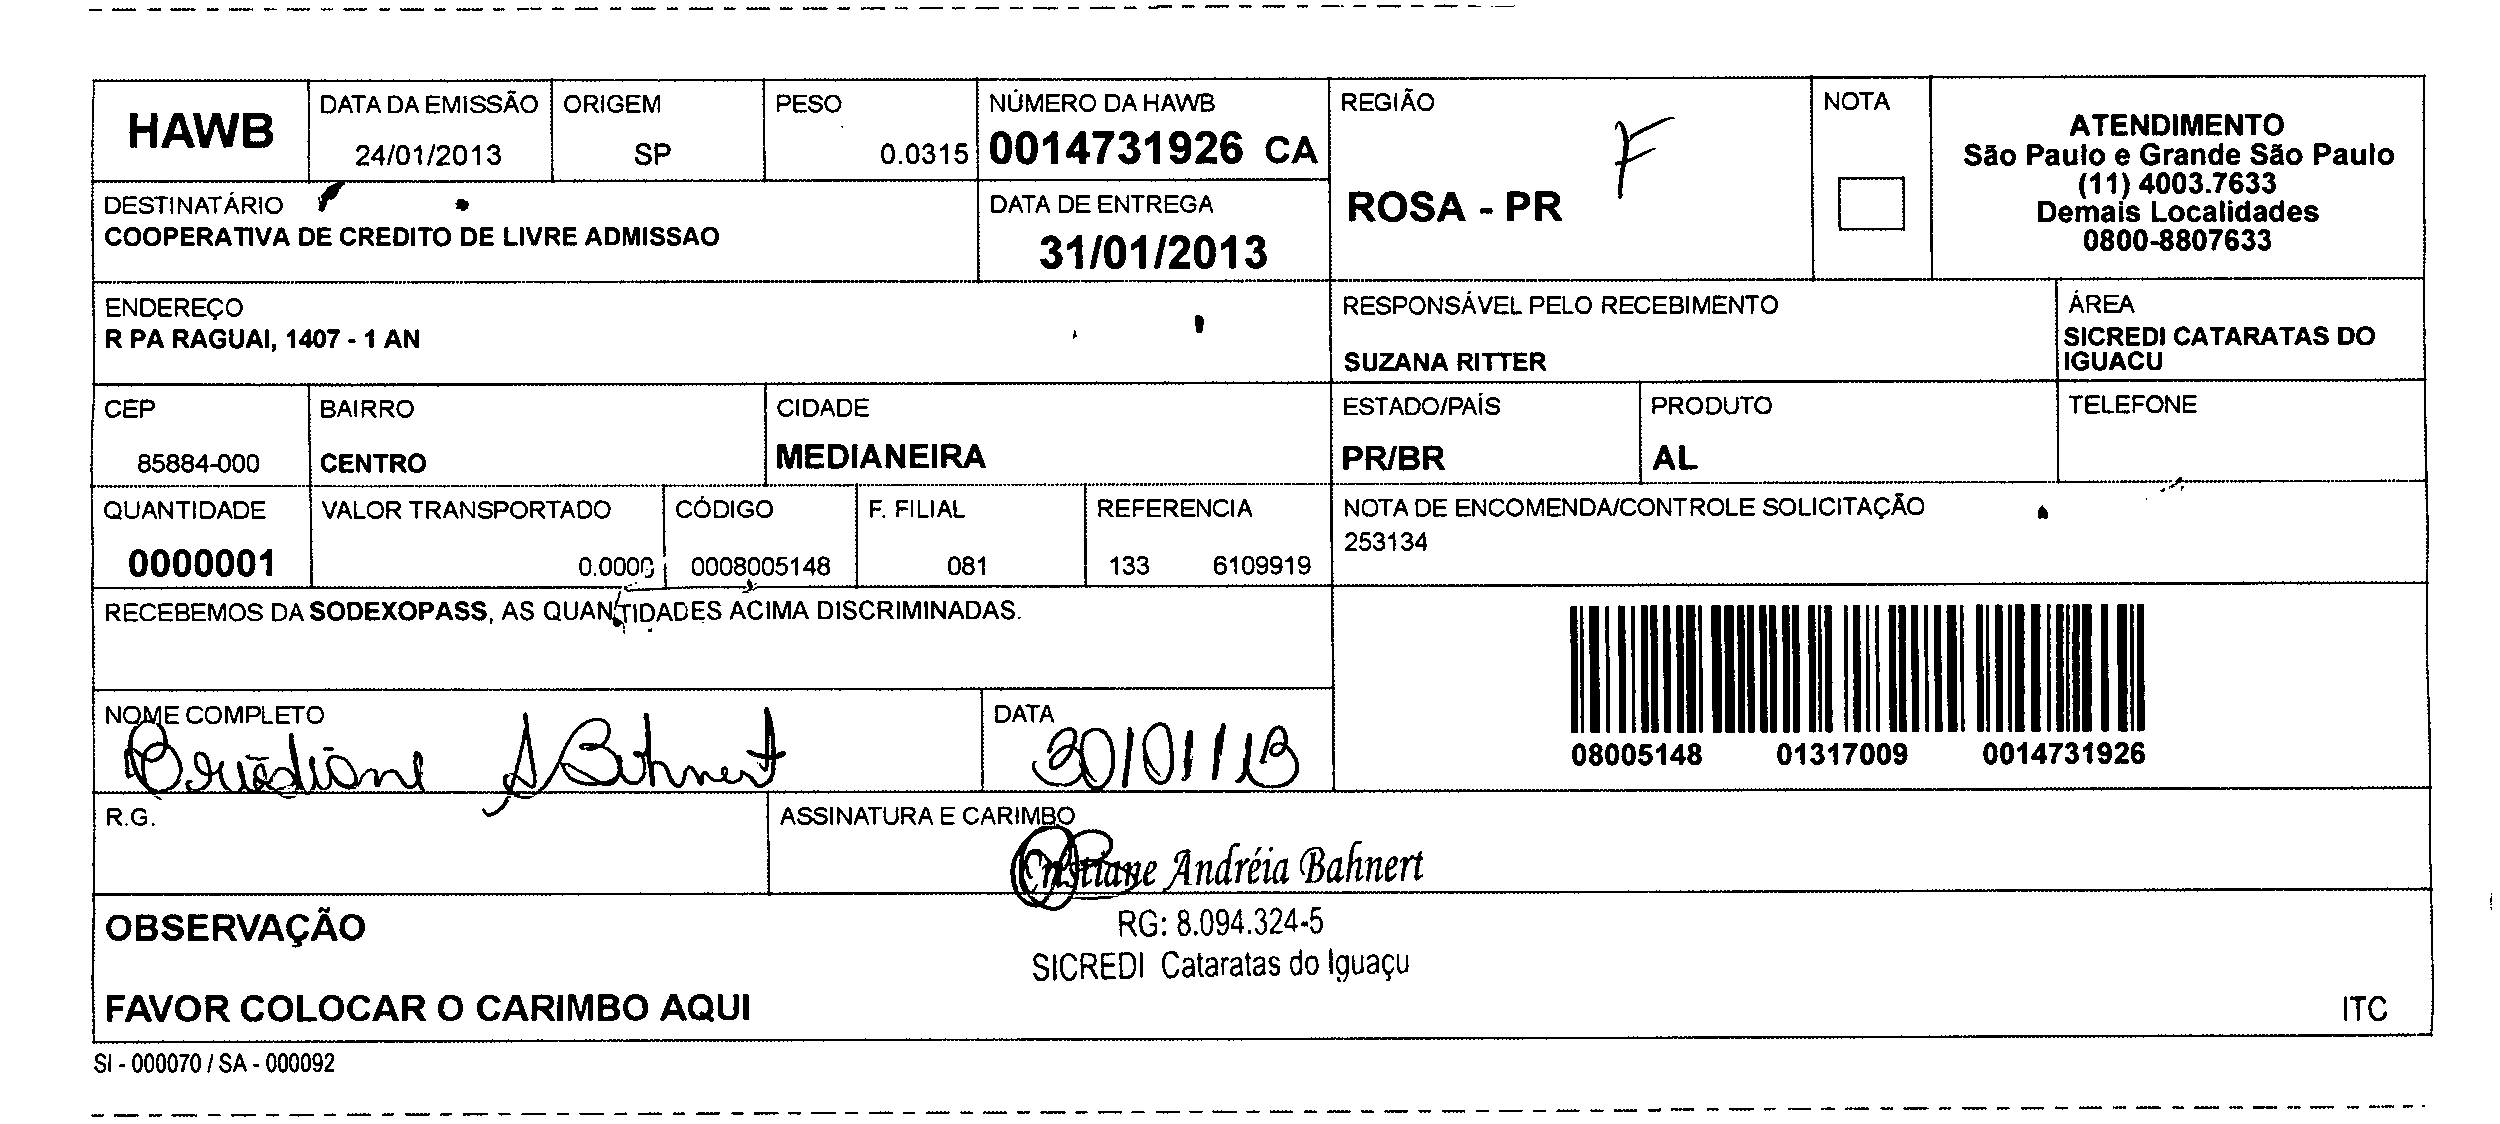 HAWB
DATA DA EMISSÃO
24/01/2013
ORIGEM
SP
PESO
0.0315
NÚMERO DA HAWB
0014731926 CA
REGIÃO
F
ROSA - PR
NOTA
ATENDIMENTO
São Paulo e Grande São Paulo
(11) 4003.7633
Demais Localidades
0800-8807633
DESTINATÁRIO
COOPERATIVA DE CREDITO DE LIVRE ADMISSAO
DATA DE ENTREGA
31/01/2013
ENDEREÇO
R PA RAGUAI, 1407 - 1 AN
RESPONSÁVEL PELO RECEBIMENTO
SUZANA RITTER
ÁREA
SICREDI CATARATAS DO
IGUACU
CEP
85884-000
BAIRRO
CENTRO
CIDADE
MEDIANEIRA
ESTADO/PAÍS
PR/BR
PRODUTO
AL
TELEFONE
QUANTIDADE
0000001
VALOR TRANSPORTADO
0.0000
CÓDIGO
0008005148
F. FILIAL
081
REFERENCIA
133 6109919
NOTA DE ENCOMENDA/CONTROLE SOLICITAÇÃO
253134
RECEBEMOS DA SODEXOPASS, AS QUANTIDADES ACIMA DISCRIMINADAS.
08005148 01317009 0014731926
NOME COMPLETO
A Bahnert
DATA
30/01/13
R.G.
ASSINATURA E CARIMBO
Cristiane Andréia Bahnert
RG: 8.094.324-5
SICREDI Cataratas do Iguaçu
OBSERVAÇÃO
FAVOR COLOCAR O CARIMBO AQUI
ITC
SI - 000070 / SA - 000092